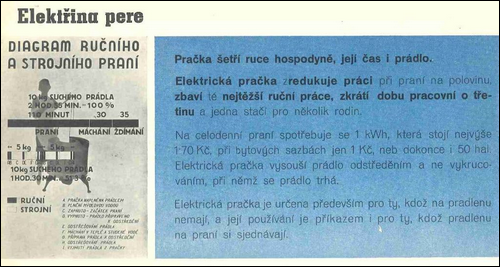 Elektřina pere
DIAGRAM RUČNÍHO
A STROJNÍHO PRANÍ
10 kg SUCHÉHO PRÁDLA
2 HOD. 55 MIN. – 100 %
110 MINUT 30 35
PRANÍ MÁCHÁNÍ ŽDÍMÁNÍ
5 kg 5 kg
10 kg SUCHÉHO PRÁDLA
1 HOD. 30 MIN.
RUČNÍ
STROJNÍ
Pračka šetří ruce hospodyně, její čas i prádlo.
Elektrická pračka zredukuje práci při praní na polovinu,
zbaví tě nejtěžší ruční práce, zkrátí dobu pracovní o tře-
tinu a jedna stačí pro několik rodin.
Na celodenní praní spotřebuje se 1 kWh, která stojí nejvýše
1·70 Kč, při bytových sazbách jen 1 Kč, neb dokonce i 50 hal.
Elektrická pračka vysouší prádlo odstředěním a ne vykruco-
váním, při němž se prádlo trhá.
Elektrická pračka je určena především pro ty, kdož na pradlenu
nemají, a její používání je příkazem i pro ty, kdož pradlenu
na praní si sjednávají.